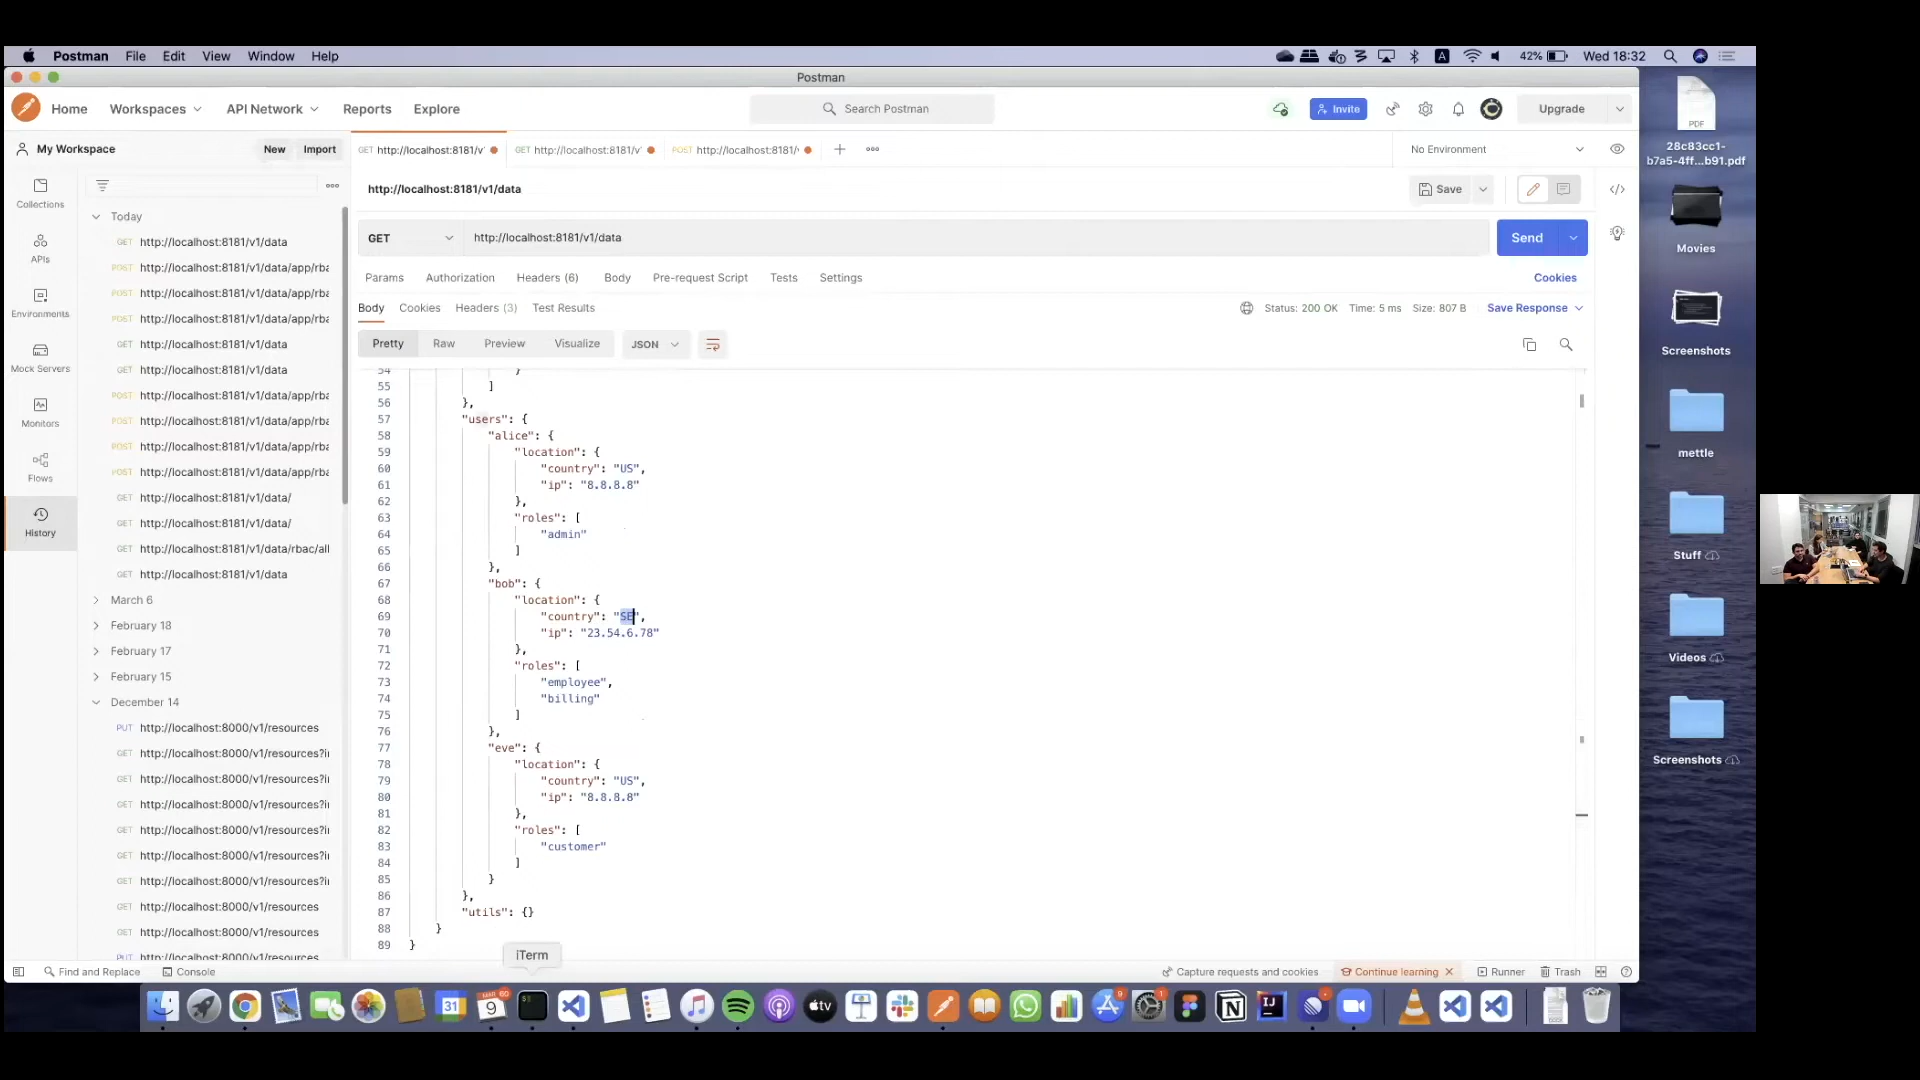 Postman File Edit View Window Help
42% Wed 18:32
Postman
Home Workspaces API Network Reports Explore
Search Postman
Invite
Upgrade
My Workspace
New Import
GET http://localhost:8181/v'
GET http://localhost:8181/v'
POST http://localhost:8181/v
No Environment
http://localhost:8181/v1/data
Save
GET
http://localhost:8181/v1/data
Send
Params Authorization Headers (6) Body Pre-request Script Tests Settings
Cookies
Body Cookies Headers (3) Test Results
Status: 200 OK Time: 5 ms Size: 807 B Save Response
Pretty Raw Preview Visualize JSON
Collections
APIs
Environments
Mock Servers
Monitors
Flows
History
Today
GET http://localhost:8181/v1/data
POST http://localhost:8181/v1/data/app/rba
POST http://localhost:8181/v1/data/app/rba
POST http://localhost:8181/v1/data/app/rba
GET http://localhost:8181/v1/data
GET http://localhost:8181/v1/data
POST http://localhost:8181/v1/data/app/rba
POST http://localhost:8181/v1/data/app/rba
POST http://localhost:8181/v1/data/app/rba
POST http://localhost:8181/v1/data/app/rba
GET http://localhost:8181/v1/data/
GET http://localhost:8181/v1/data/
GET http://localhost:8181/v1/data/rbac/all
GET http://localhost:8181/v1/data
March 6
February 18
February 17
February 15
December 14
PUT http://localhost:8000/v1/resources
GET http://localhost:8000/v1/resources?i
GET http://localhost:8000/v1/resources?i
GET http://localhost:8000/v1/resources?i
GET http://localhost:8000/v1/resources?i
GET http://localhost:8000/v1/resources?i
GET http://localhost:8000/v1/resources?i
GET http://localhost:8000/v1/resources
GET http://localhost:8000/v1/resources
PUT http://localhost:8000/v1/resources
54 }
55 ]
56 },
57 "users": {
58 "alice": {
59 "location": {
60 "country": "US",
61 "ip": "8.8.8.8"
62 },
63 "roles": [
64 "admin"
65 ]
66 },
67 "bob": {
68 "location": {
69 "country": "SE",
70 "ip": "23.54.6.78"
71 },
72 "roles": [
73 "employee",
74 "billing"
75 ]
76 },
77 "eve": {
78 "location": {
79 "country": "US",
80 "ip": "8.8.8.8"
81 },
82 "roles": [
83 "customer"
84 ]
85 }
86 },
87 "utils": {}
88 }
89 }
iTerm
Find and Replace Console
Capture requests and cookies Continue learning Runner Trash
PDF
28c83cc1-
b7a5-4ff...b91.pdf
Movies
Screenshots
mettle
Stuff
Videos
Screenshots